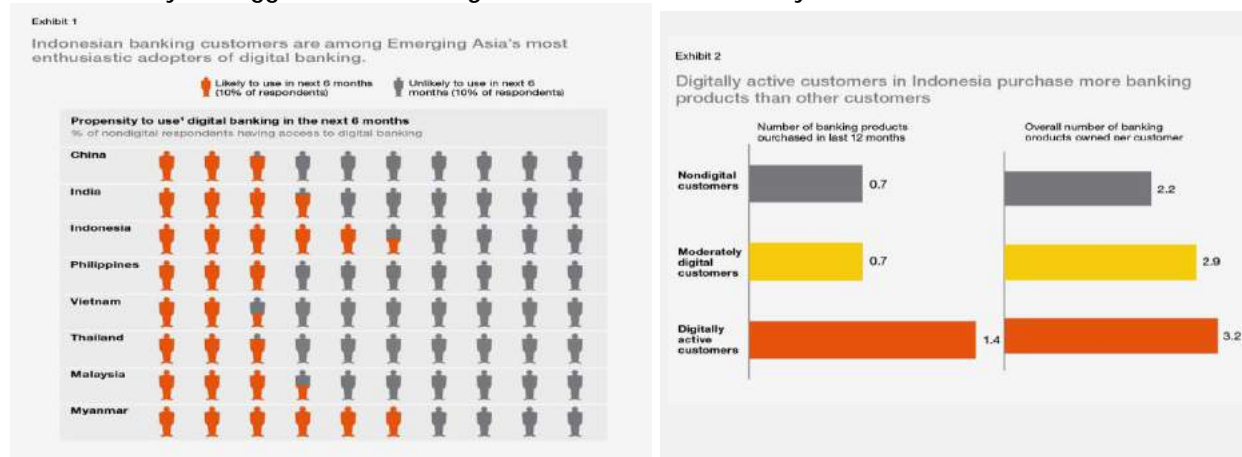 Exhibit 1
Indonesian banking customers are among Emerging Asia's most
enthusiastic adopters of digital banking.
Likely to use in next 6 months
(10% of respondents)
Unlikely to use in next 6
months (10% of respondents)
Propensity to use¹ digital banking in the next 6 months
% of nondigital respondents having access to digital banking
China
India
Indonesia
Philippines
Vietnam
Thailand
Malaysia
Myanmar
Exhibit 2
Digitally active customers in Indonesia purchase more banking
products than other customers
Number of banking products
purchased in last 12 months
Overall number of banking
products owned per customer
Nondigital
customers
0.7
2.2
Moderately
digital
customers
0.7
2.9
Digitally
active
customers
1.4
3.2